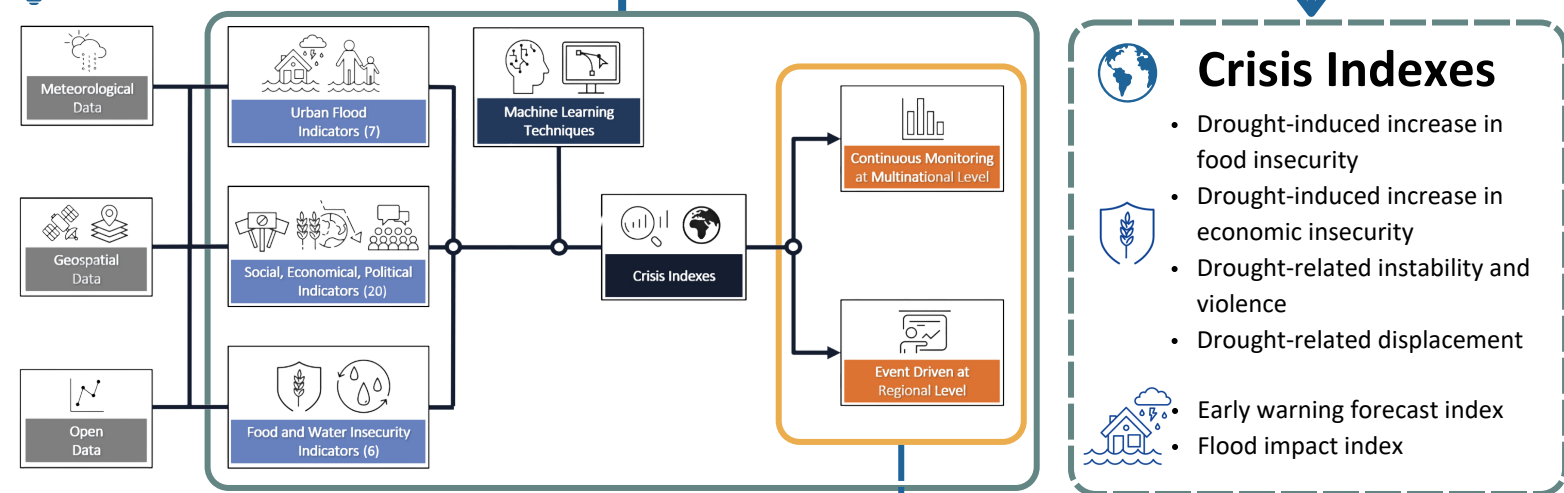 Meteorological
Data
Geospatial
Data
Open
Data
Urban Flood
Indicators (7)
Social, Economical, Political
Indicators (20)
Food and Water Insecurity
Indicators (6)
Machine Learning
Techniques
Crisis Indexes
Continuous Monitoring
at Multinational Level
Event Driven at
Regional Level
Crisis Indexes
• Drought-induced increase in
food insecurity
• Drought-induced increase in
economic insecurity
• Drought-related instability and
violence
• Drought-related displacement
• Early warning forecast index
• Flood impact index